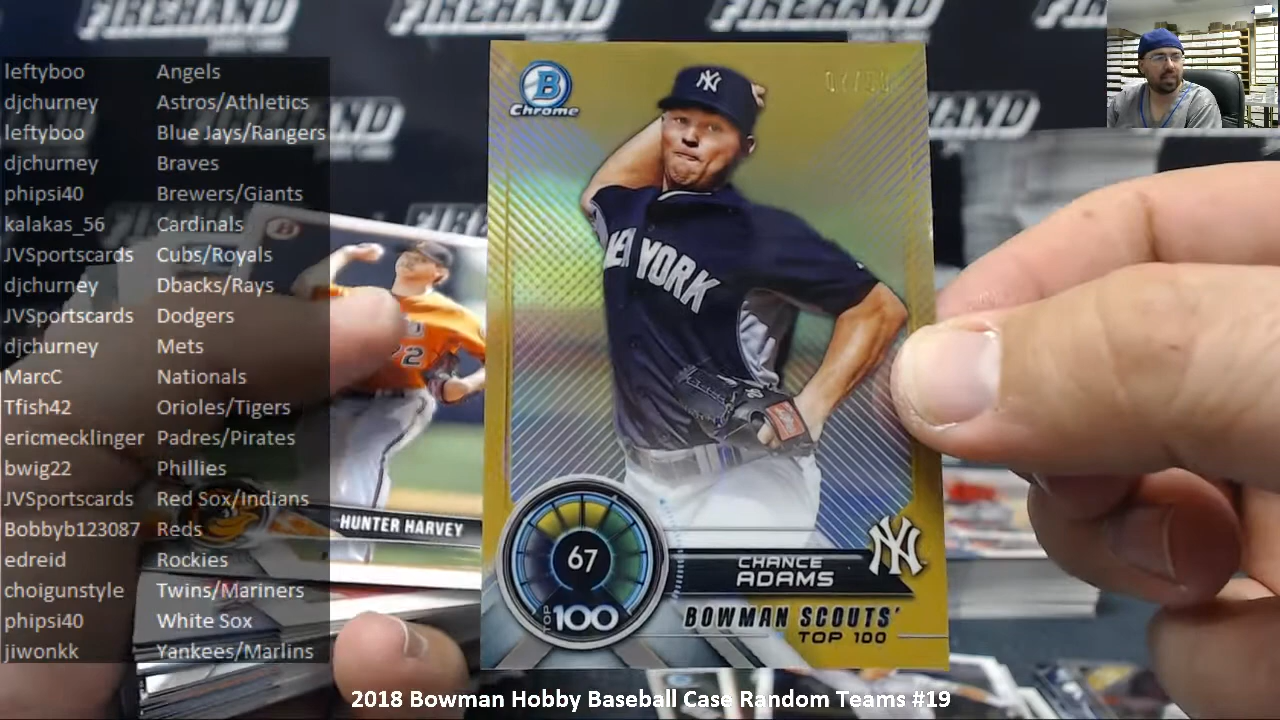 FIREHAND
leftyboo Angels
djchurney Astros/Athletics
leftyboo Blue Jays/Rangers
djchurney Braves
phipsi40 Brewers/Giants
kalakas_56 Cardinals
JVSportscards Cubs/Royals
djchurney Dbacks/Rays
JVSportscards Dodgers
djchurney Mets
MarcC Nationals
Tfish42 Orioles/Tigers
ericmecklinger Padres/Pirates
bwig22 Phillies
JVSportscards Red Sox/Indians
Bobbyb123087 Reds
edreid Rockies
choigunstyle Twins/Mariners
phipsi40 White Sox
jiwonkk Yankees/Marlins
B
Chrome
NY
NEW YORK
HUNTER HARVEY
67
TOP 100
CHANCE
ADAMS
NY
BOWMAN SCOUTS'
TOP 100
2018 Bowman Hobby Baseball Case Random Teams #19